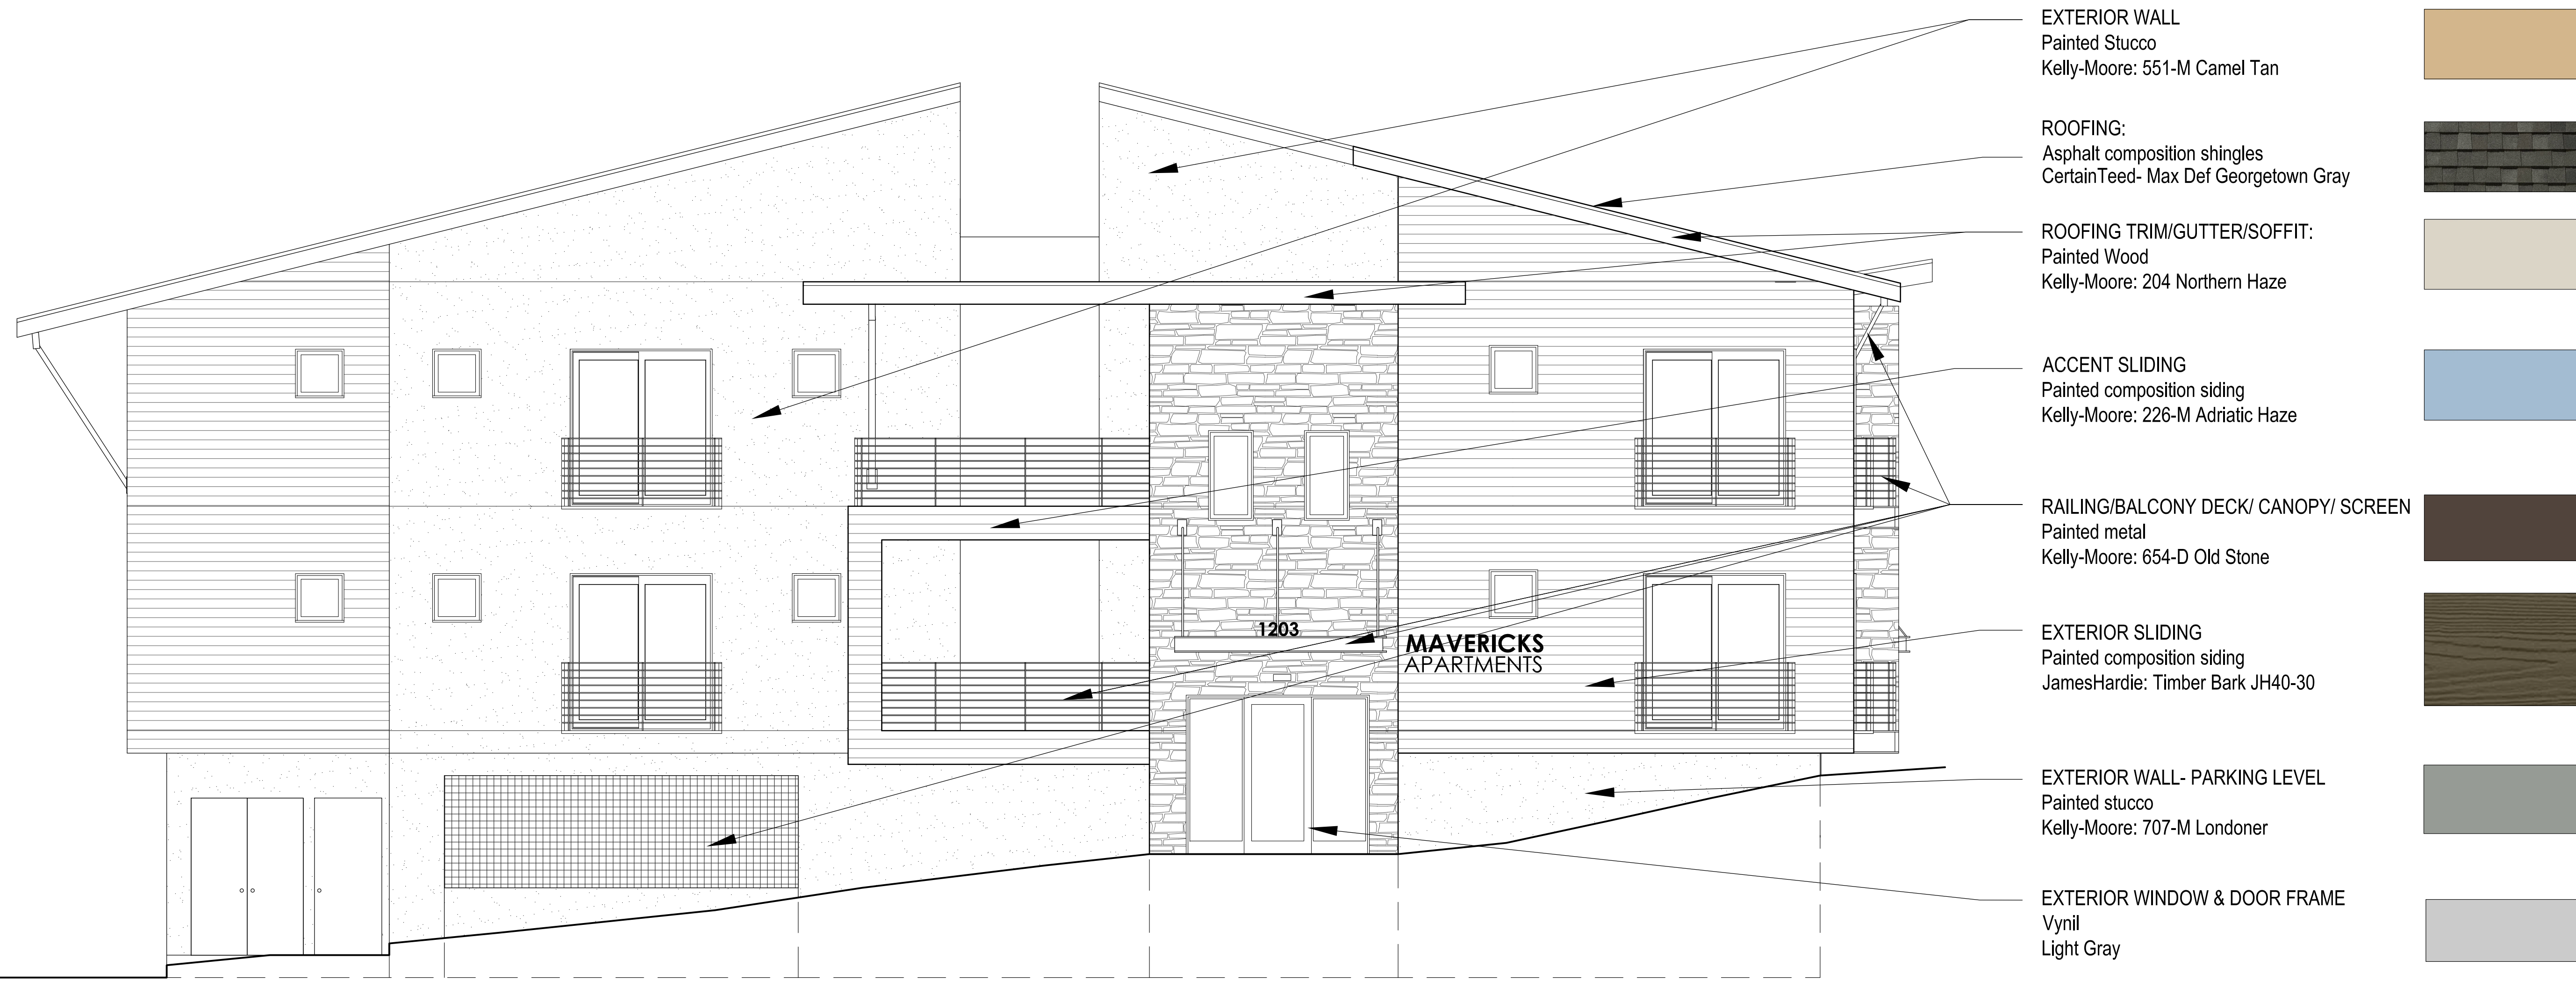 EXTERIOR WALL
Painted Stucco
Kelly-Moore: 551-M Camel Tan
ROOFING:
Asphalt composition shingles
CertainTeed- Max Def Georgetown Gray
ROOFING TRIM/GUTTER/SOFFIT:
Painted Wood
Kelly-Moore: 204 Northern Haze
ACCENT SLIDING
Painted composition siding
Kelly-Moore: 226-M Adriatic Haze
RAILING/BALCONY DECK/ CANOPY/ SCREEN
Painted metal
Kelly-Moore: 654-D Old Stone
EXTERIOR SLIDING
Painted composition siding
JamesHardie: Timber Bark JH40-30
EXTERIOR WALL- PARKING LEVEL
Painted stucco
Kelly-Moore: 707-M Londoner
EXTERIOR WINDOW & DOOR FRAME
Vynil
Light Gray
1203
MAVERICKS
APARTMENTS